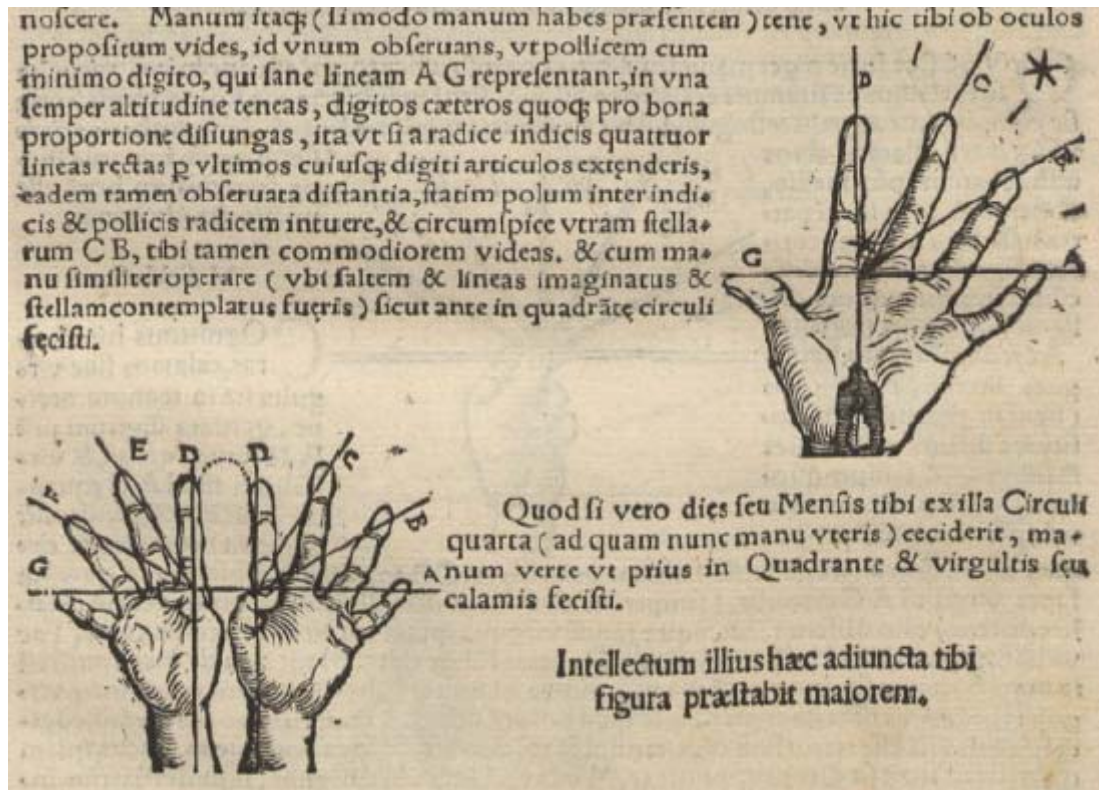 noscere. Manum itaq; (si modo manum habes præsentem) tene, vt hic tibi ob oculos
propositum vides, id vnum obseruans, vt pollicem cum
minimo digito, qui sane lineam A G representant, in vna
semper altitudine teneas, digitos cæteros quoq; pro bona
proportione disiungas, ita vt si a radice indicis quattuor
lineas rectas ꝑ vltimos cuiusq; digiti articulos extenderis,
eadem tamen obseruata distantia, statim polum inter indi-
cis & pollicis radicem intuere, & circumspice vtram stella-
rum C B, tibi tamen commodiorem videas. & cum ma-
nu similiter operare (vbi saltem & lineas imaginatus &
stellam contemplatus fueris) sicut ante in quadrãte circuli
fecisti.
D C B
G A
E D D C
F B
G A
Quod si vero dies seu Mensis tibi ex illa Circuli
quarta (ad quam nunc manu vteris) ceciderit, ma-
num verte vt prius in Quadrante & virgultis seu
calamis fecisti.
Intellectum illius hæc adiuncta tibi
figura præstabit maiorem.